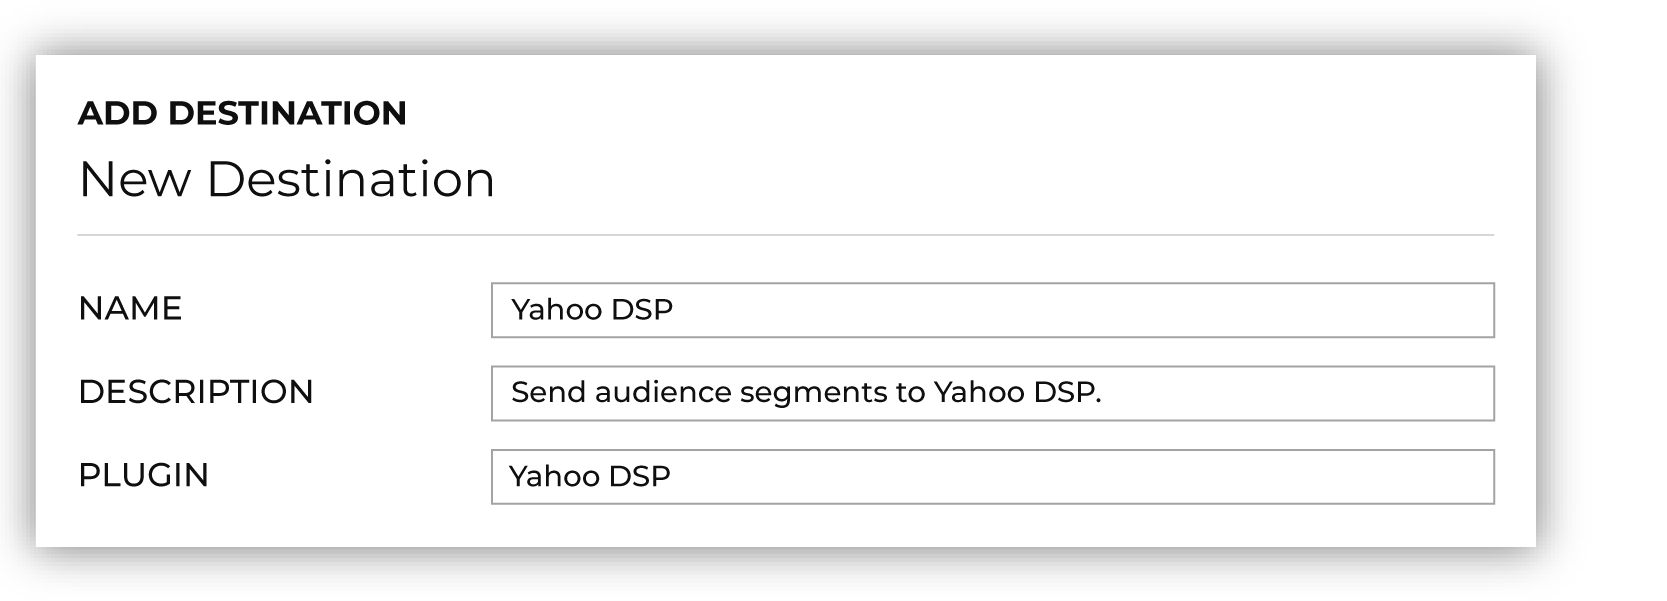 ADD DESTINATION
New Destination
NAME Yahoo DSP
DESCRIPTION Send audience segments to Yahoo DSP.
PLUGIN Yahoo DSP